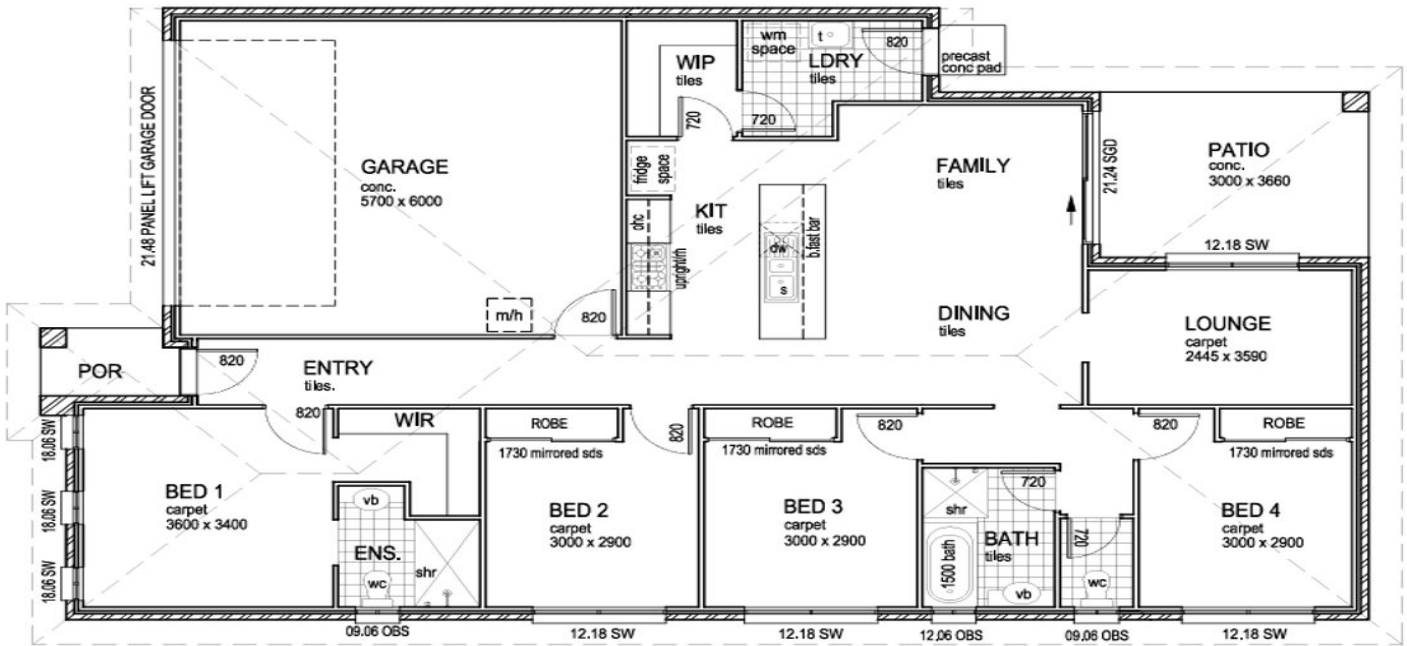 wm
space
t
LDRY
tiles
820
precast
conc pad
WIP
tiles
720
720
21.48 PANEL LIFT GARAGE DOOR
GARAGE
conc.
5700 x 6000
fridge
space
FAMILY
tiles
21.24 SGD
PATIO
conc.
3000 x 3660
12.18 SW
KIT
tiles
ohc
upright/rh
dw
s
b.fast bar
m/h
820
DINING
tiles
LOUNGE
carpet
2445 x 3590
POR
820
ENTRY
tiles.
820
WIR
ROBE
1730 mirrored sds
820
ROBE
1730 mirrored sds
820
820
ROBE
1730 mirrored sds
18.06 SW
18.06 SW
18.06 SW
BED 1
carpet
3600 x 3400
vb
ENS.
wc
shr
BED 2
carpet
3000 x 2900
BED 3
carpet
3000 x 2900
720
shr
BATH
tiles
1500 bath
vb
720
wc
BED 4
carpet
3000 x 2900
09.06 OBS
12.18 SW
12.18 SW
12.06 OBS
09.06 OBS
12.18 SW